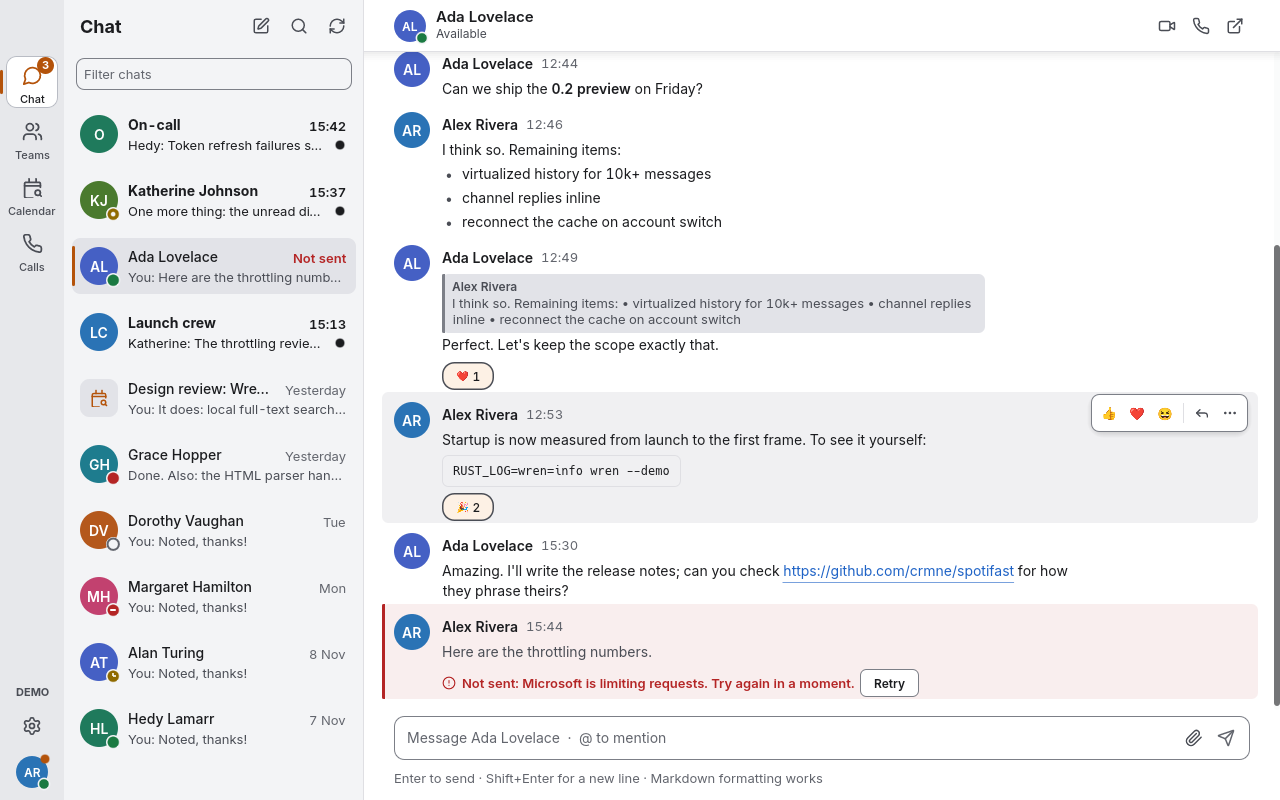 3
Chat
Teams
Calendar
Calls
DEMO
AR
Chat
Filter chats
O
On-call
15:42
Hedy: Token refresh failures s...
KJ
Katherine Johnson
15:37
One more thing: the unread di...
AL
Ada Lovelace
Not sent
You: Here are the throttling numb...
LC
Launch crew
15:13
Katherine: The throttling revie...
Design review: Wre...
Yesterday
You: It does: local full-text search...
GH
Grace Hopper
Yesterday
Done. Also: the HTML parser han...
DV
Dorothy Vaughan
Tue
You: Noted, thanks!
MH
Margaret Hamilton
Mon
You: Noted, thanks!
AT
Alan Turing
8 Nov
You: Noted, thanks!
HL
Hedy Lamarr
7 Nov
You: Noted, thanks!
AL
Ada Lovelace
Available
AL
Ada Lovelace 12:44
Can we ship the 0.2 preview on Friday?
AR
Alex Rivera 12:46
I think so. Remaining items:
• virtualized history for 10k+ messages
• channel replies inline
• reconnect the cache on account switch
AL
Ada Lovelace 12:49
Alex Rivera
I think so. Remaining items: • virtualized history for 10k+ messages • channel replies
inline • reconnect the cache on account switch
Perfect. Let's keep the scope exactly that.
❤️ 1
AR
Alex Rivera 12:53
Startup is now measured from launch to the first frame. To see it yourself:
RUST_LOG=wren=info wren --demo
🎉 2
AL
Ada Lovelace 15:30
Amazing. I'll write the release notes; can you check https://github.com/crmne/spotifast for how
they phrase theirs?
AR
Alex Rivera 15:44
Here are the throttling numbers.
Not sent: Microsoft is limiting requests. Try again in a moment.
Retry
Message Ada Lovelace · @ to mention
Enter to send · Shift+Enter for a new line · Markdown formatting works